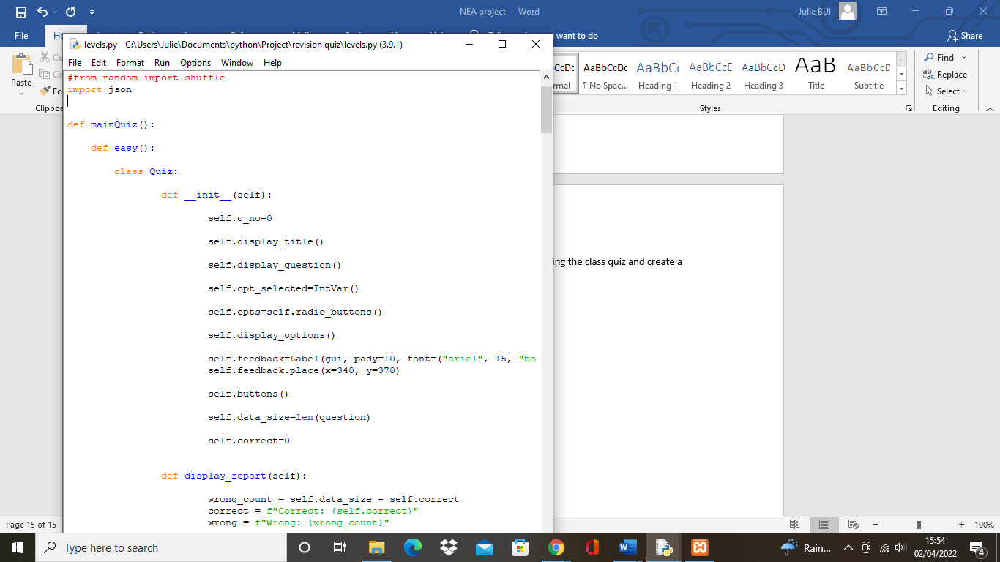 NEA project - Word
Julie BUI
File
want to do
Share
levels.py - C:\Users\Julie\Documents\python\Project\revision quiz\levels.py (3.9.1)
File Edit Format Run Options Window Help
Paste
Clipboa
#from random import shuffle
import json
def mainQuiz():
def easy():
class Quiz:
def __init__(self):
self.q_no=0
self.display_title()
self.display_question()
self.opt_selected=IntVar()
self.opts=self.radio_buttons()
self.display_options()
self.feedback=Label(gui, pady=10, font=("ariel", 15, "bo
self.feedback.place(x=340, y=370)
self.buttons()
self.data_size=len(question)
self.correct=0
def display_report(self):
wrong_count = self.data_size - self.correct
correct = f"Correct: {self.correct}"
wrong = f"Wrong: {wrong_count}"
AaBbCcDc AaBbCc AaBbCcC AaBbCcDc AaB AaBbCcD
rmal ¶ No Spac... Heading 1 Heading 2 Heading 3 Title Subtitle
Styles
Find
Replace
Select
Editing
ing the class quiz and create a
Page 15 of 15
100%
Type here to search
Rain...
15:54
02/04/2022
4